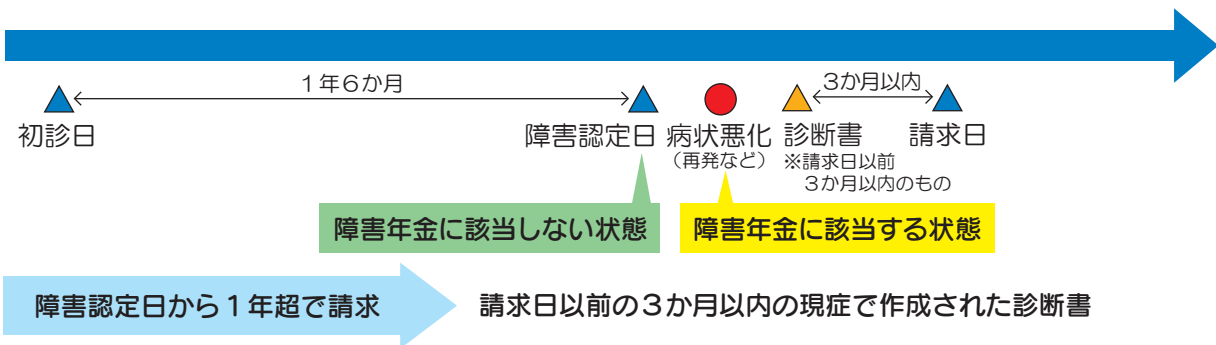 1年6か月
3か月以内
初診日
障害認定日
病状悪化
(再発など)
診断書
※請求日以前
3か月以内のもの
請求日
障害年金に該当しない状態
障害年金に該当する状態
障害認定日から1年超で請求
請求日以前の3か月以内の現症で作成された診断書